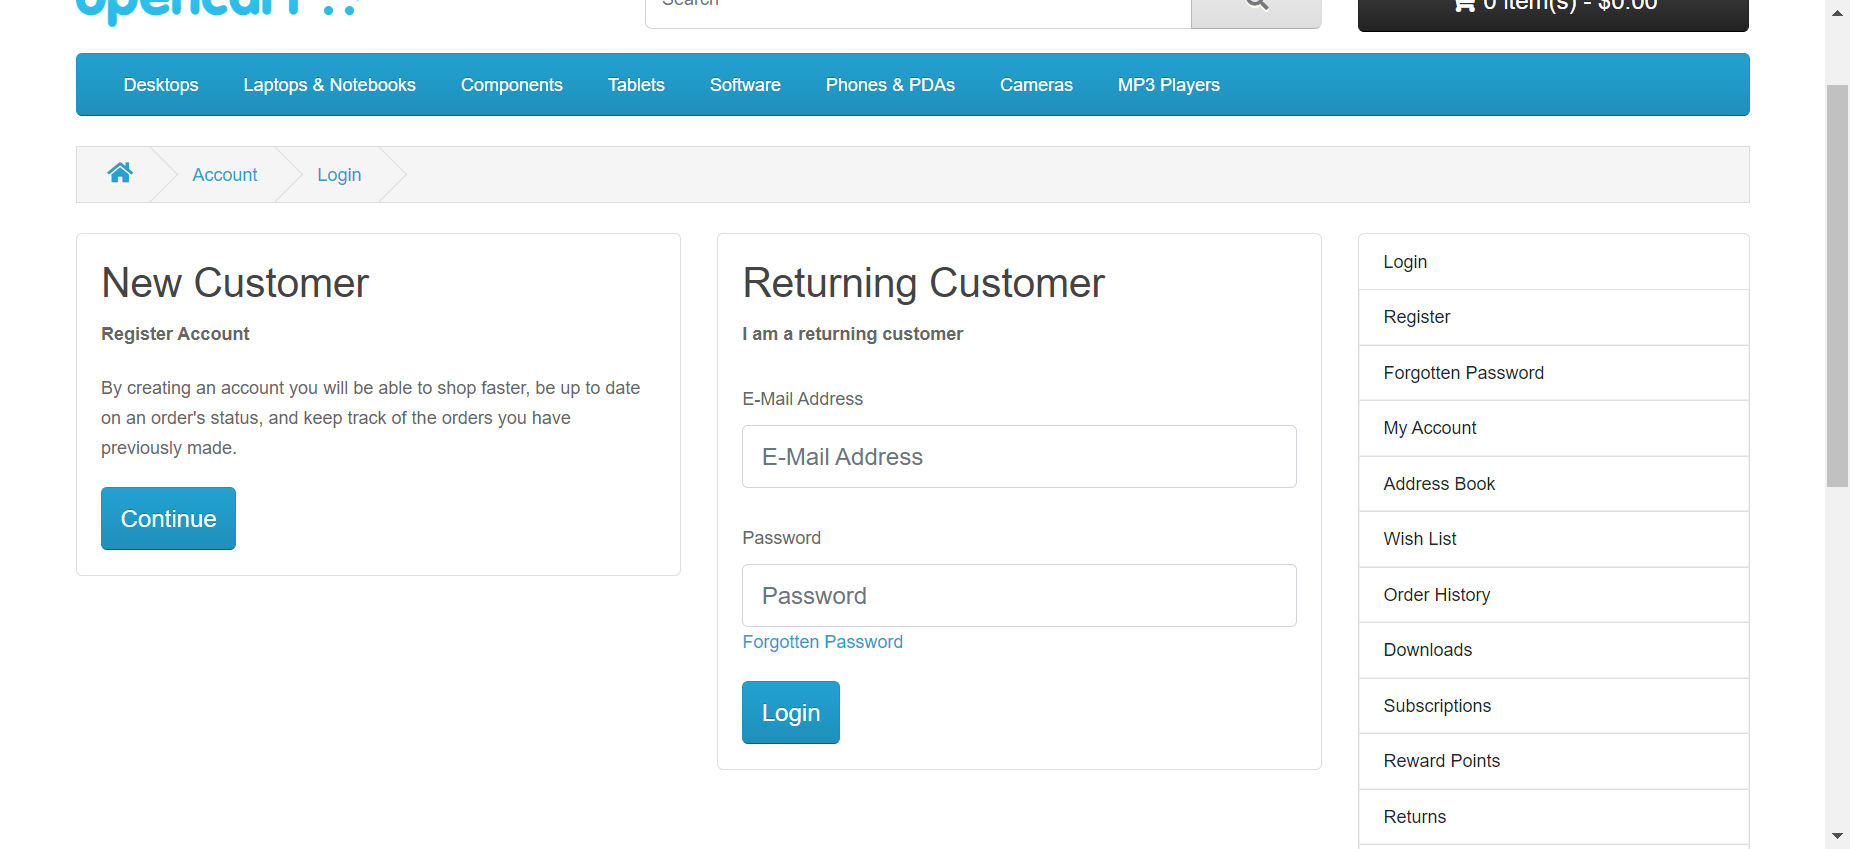 opencart
Search
0 item(s) - $0.00
Desktops Laptops & Notebooks Components Tablets Software Phones & PDAs Cameras MP3 Players
Account Login
New Customer
Register Account
By creating an account you will be able to shop faster, be up to date
on an order's status, and keep track of the orders you have
previously made.
Continue
Returning Customer
I am a returning customer
E-Mail Address
E-Mail Address
Password
Password
Forgotten Password
Login
Login
Register
Forgotten Password
My Account
Address Book
Wish List
Order History
Downloads
Subscriptions
Reward Points
Returns